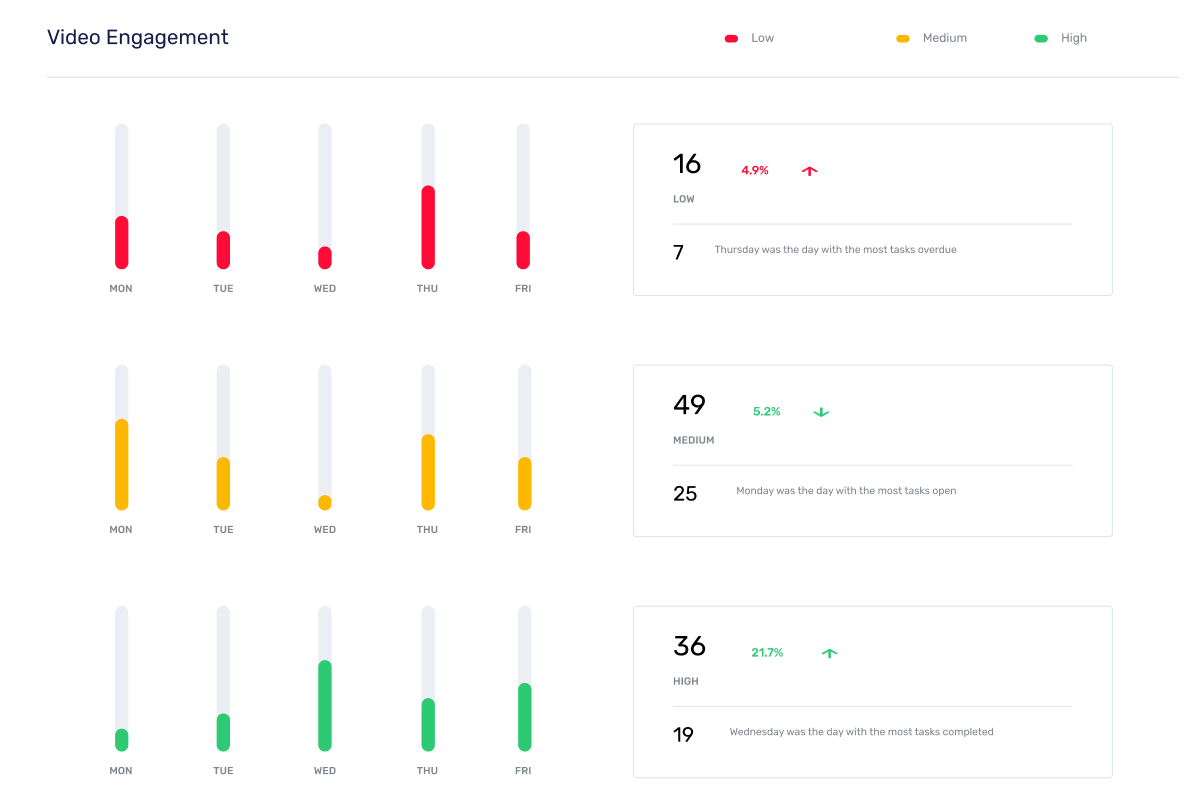 Video Engagement
Low
Medium
High
MON TUE WED THU FRI
16 4.9%
LOW
7 Thursday was the day with the most tasks overdue
MON TUE WED THU FRI
49 5.2%
MEDIUM
25 Monday was the day with the most tasks open
MON TUE WED THU FRI
36 21.7%
HIGH
19 Wednesday was the day with the most tasks completed